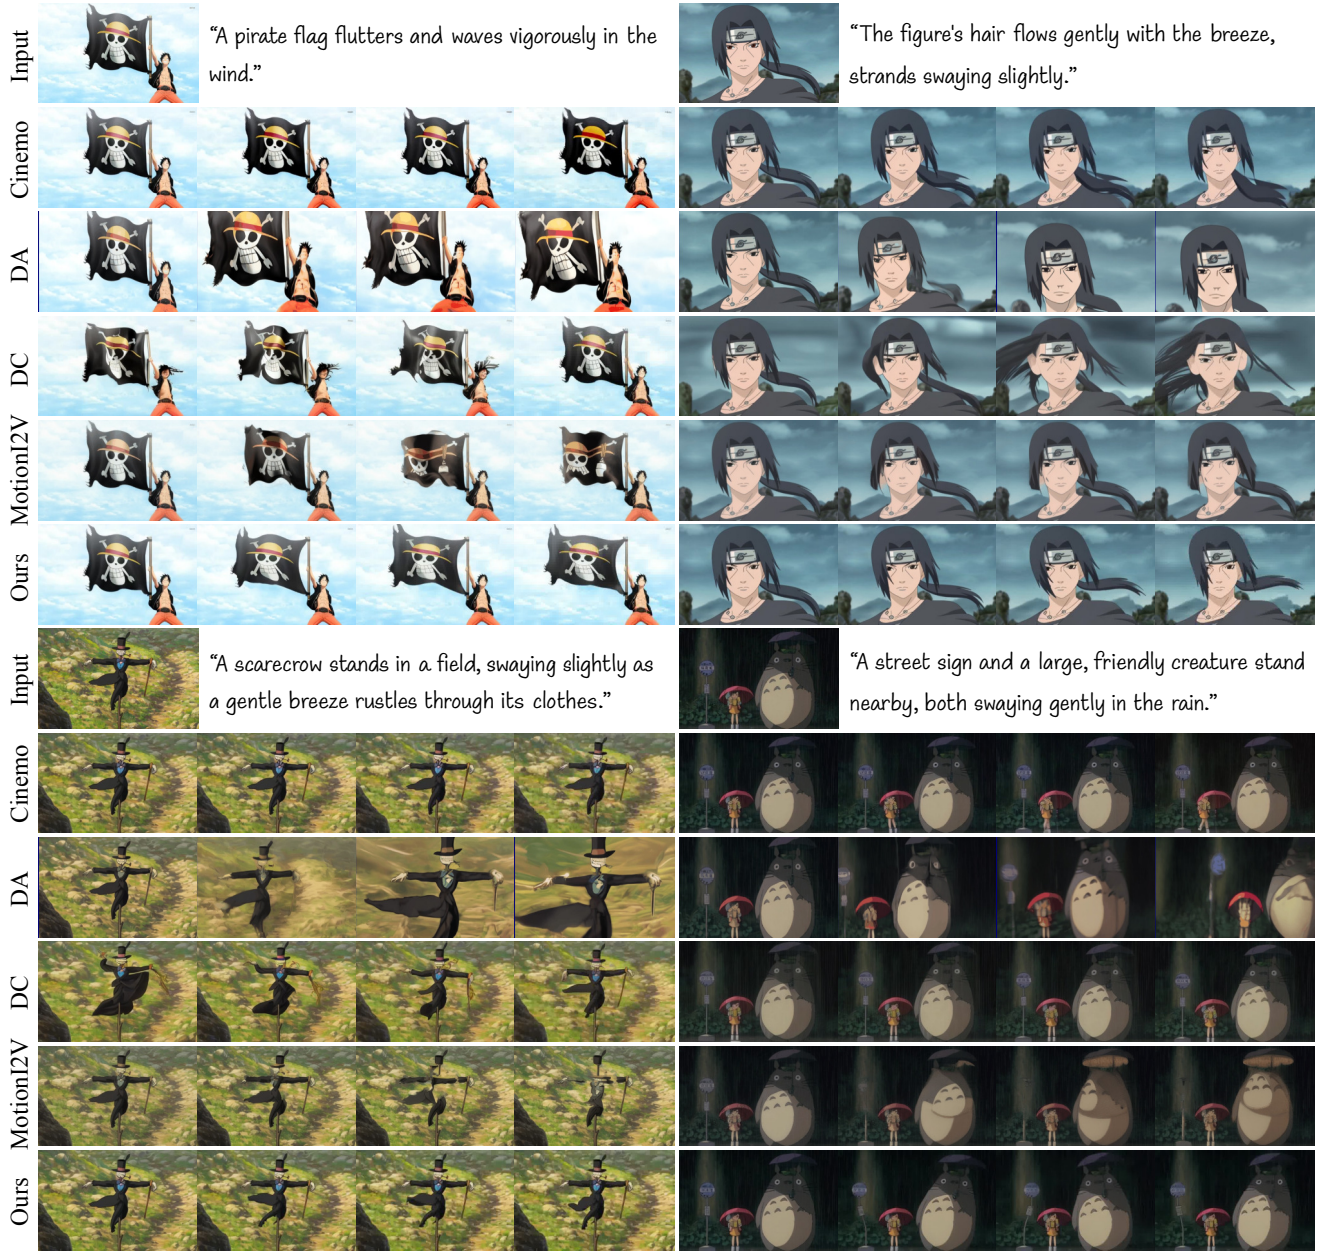 Input
“A pirate flag flutters and waves vigorously in the
wind.”
“The figure's hair flows gently with the breeze,
strands swaying slightly.”
Cinemo
DA
DC
MotionI2V
Ours
Input
“A scarecrow stands in a field, swaying slightly as
a gentle breeze rustles through its clothes.”
“A street sign and a large, friendly creature stand
nearby, both swaying gently in the rain.”
Cinemo
DA
DC
MotionI2V
Ours